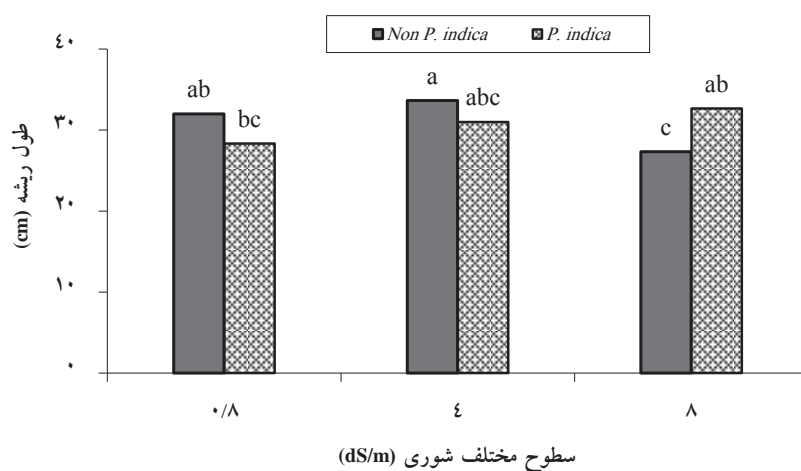 Non P. indica P. indica
طول ریشه (cm)
٤٠
٣٠
٢٠
١٠
٠
ab bc a abc c ab
٠/٨ ٤ ٨
سطوح مختلف شوری (dS/m)